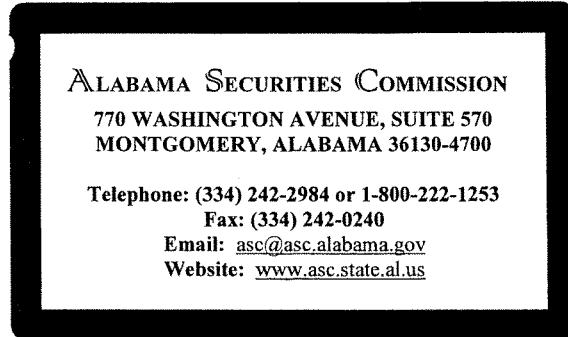 ALABAMA SECURITIES COMMISSION
770 WASHINGTON AVENUE, SUITE 570
MONTGOMERY, ALABAMA 36130-4700
Telephone: (334) 242-2984 or 1-800-222-1253
Fax: (334) 242-0240
Email: asc@asc.alabama.gov
Website: www.asc.state.al.us